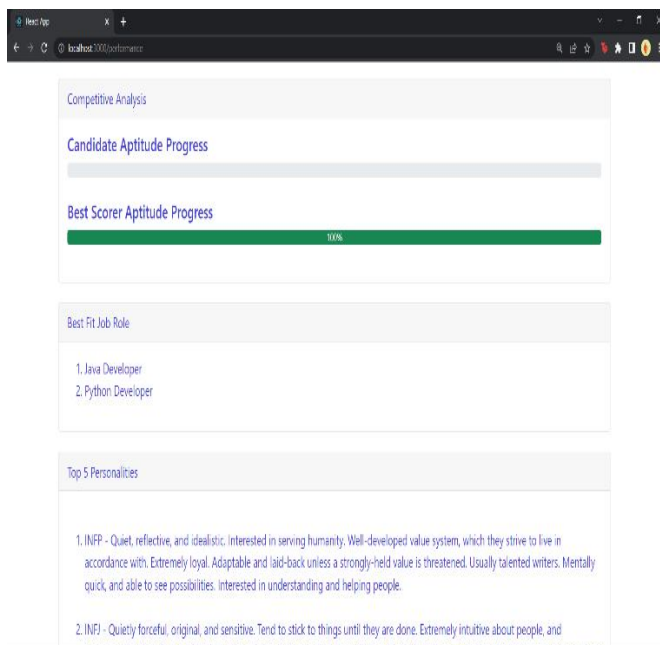 React App
localhost:3000/performance
Competitive Analysis
Candidate Aptitude Progress
Best Scorer Aptitude Progress
100%
Best Fit Job Role
1. Java Developer
2. Python Developer
Top 5 Personalities
1. INFP - Quiet, reflective, and idealistic. Interested in serving humanity. Well-developed value system, which they strive to live in
accordance with. Extremely loyal. Adaptable and laid-back unless a strongly-held value is threatened. Usually talented writers. Mentally
quick, and able to see possibilities. Interested in understanding and helping people.
2. INFJ - Quietly forceful, original, and sensitive. Tend to stick to things until they are done. Extremely intuitive about people, and